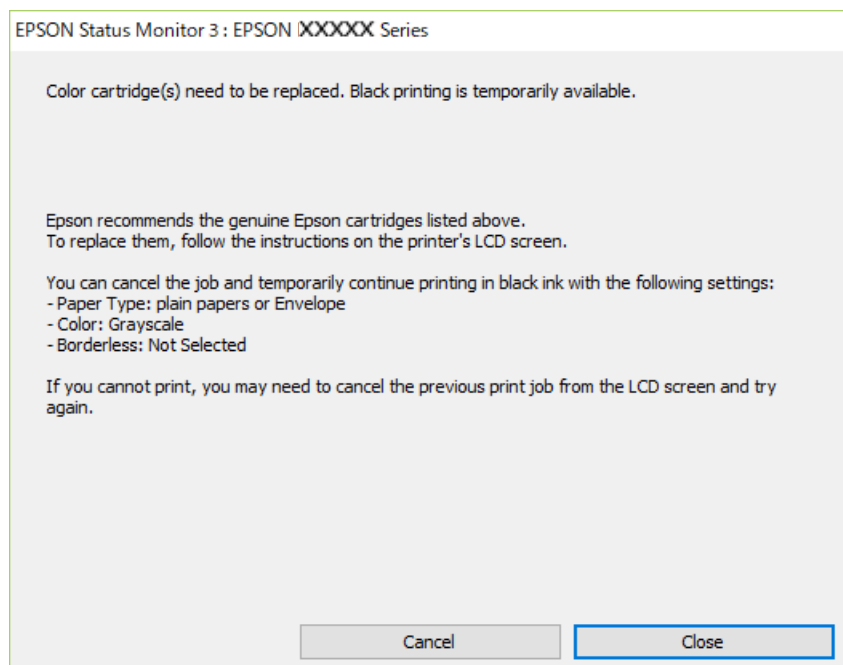 EPSON Status Monitor 3 : EPSON XXXXX Series
Color cartridge(s) need to be replaced. Black printing is temporarily available.
Epson recommends the genuine Epson cartridges listed above.
To replace them, follow the instructions on the printer's LCD screen.
You can cancel the job and temporarily continue printing in black ink with the following settings:
- Paper Type: plain papers or Envelope
- Color: Grayscale
- Borderless: Not Selected
If you cannot print, you may need to cancel the previous print job from the LCD screen and try
again.
Cancel
Close